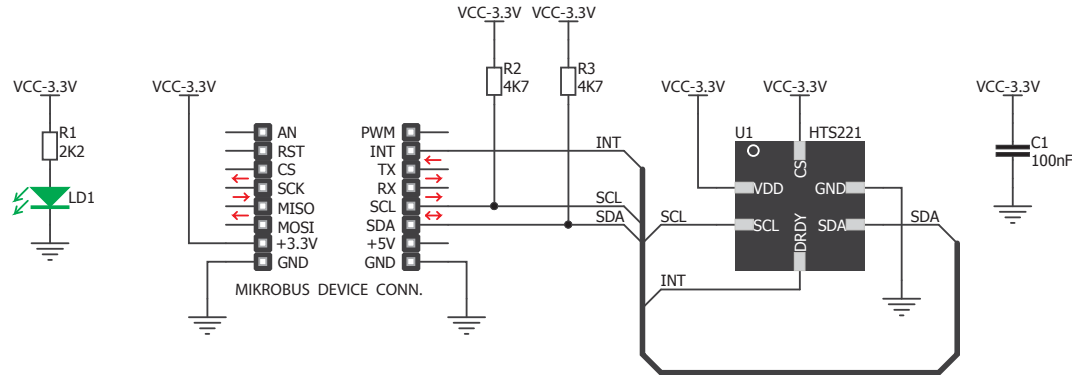 VCC-3.3V VCC-3.3V
R2
4K7
R3
4K7
VCC-3.3V VCC-3.3V VCC-3.3V VCC-3.3V VCC-3.3V
R1
2K2
LD1
AN PWM
RST INT
CS TX
SCK RX
MISO SCL
MOSI SDA
+3.3V +5V
GND GND
MIKROBUS DEVICE CONN.
INT
SCL
SDA
SCL
INT
U1 HTS221
CS
VDD GND
SCL SDA
DRDY
SDA
C1
100nF